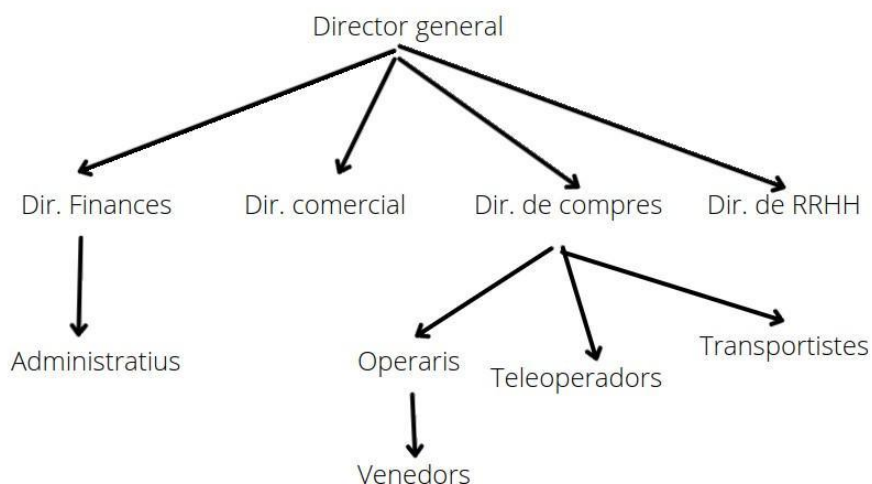 Director general
Dir. Finances
Dir. comercial
Dir. de compres
Dir. de RRHH
Administratius
Operaris
Teleoperadors
Transportistes
Venedors